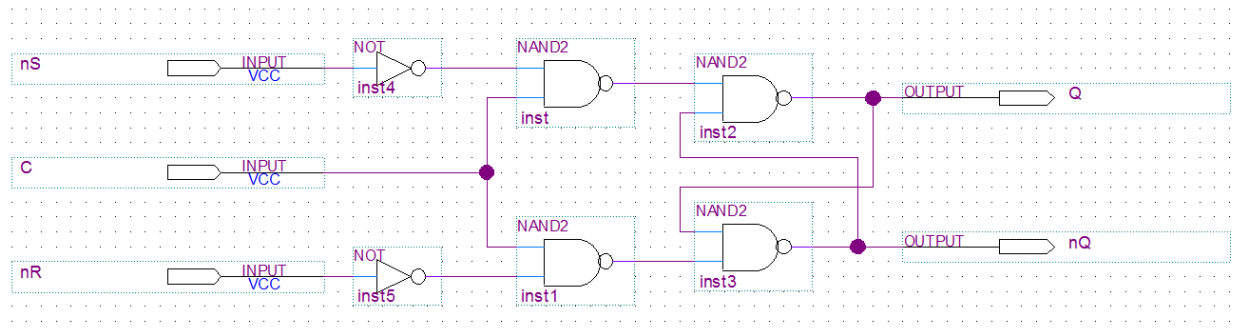 nS
INPUT
VCC
NOT
inst4
NAND2
inst
NAND2
inst2
OUTPUT
Q
C
INPUT
VCC
nR
INPUT
VCC
NOT
inst5
NAND2
inst1
NAND2
inst3
OUTPUT
nQ